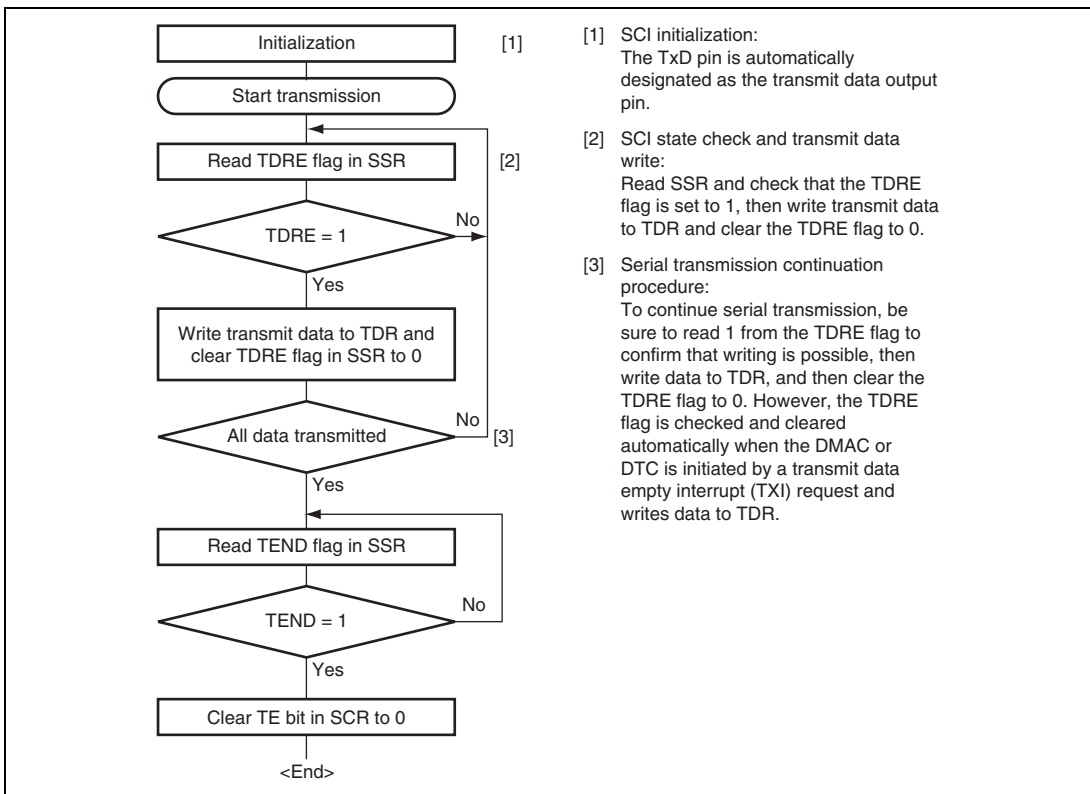 Initialization
[1]
Start transmission
Read TDRE flag in SSR
[2]
No
TDRE = 1
Yes
Write transmit data to TDR and
clear TDRE flag in SSR to 0
No
All data transmitted
[3]
Yes
Read TEND flag in SSR
No
TEND = 1
Yes
Clear TE bit in SCR to 0
<End>
[1] SCI initialization:
The TxD pin is automatically
designated as the transmit data output
pin.
[2] SCI state check and transmit data
write:
Read SSR and check that the TDRE
flag is set to 1, then write transmit data
to TDR and clear the TDRE flag to 0.
[3] Serial transmission continuation
procedure:
To continue serial transmission, be
sure to read 1 from the TDRE flag to
confirm that writing is possible, then
write data to TDR, and then clear the
TDRE flag to 0. However, the TDRE
flag is checked and cleared
automatically when the DMAC or
DTC is initiated by a transmit data
empty interrupt (TXI) request and
writes data to TDR.